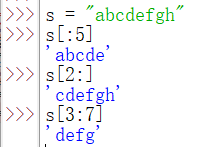 >>> s = "abcdefgh"
>>> s[:5]
'abcde'
>>> s[2:]
'cdefgh'
>>> s[3:7]
'defg'